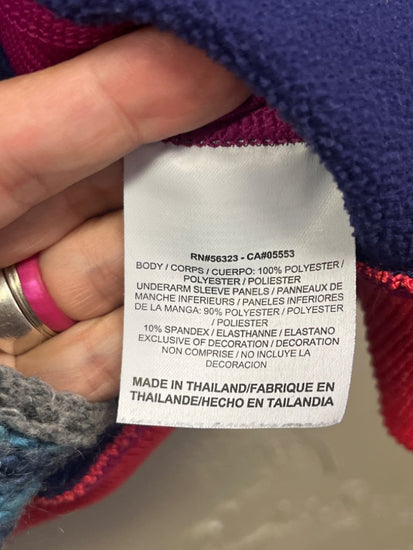 RN#56323 - CA#05553
BODY / CORPS / CUERPO: 100% POLYESTER /
POLYESTER / POLIESTER
UNDERARM SLEEVE PANELS / PANNEAUX DE
MANCHE INFERIEURS / PANELES INFERIORES
DE LA MANGA: 90% POLYESTER / POLYESTER
/ POLIESTER
10% SPANDEX / ELASTHANNE / ELASTANO
EXCLUSIVE OF DECORATION / DECORATION
NON COMPRISE / NO INCLUYE LA
DECORACION
MADE IN THAILAND/FABRIQUE EN
THAILANDE/HECHO EN TAILANDIA